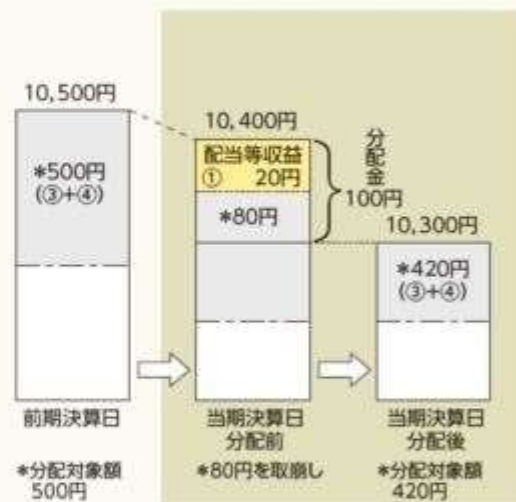 10,500円
*500円
(③+④)
前期決算日
*分配対象額
500円
10,400円
配当等収益
① 20円
*80円
分配金
100円
当期決算日
分配前
*80円を取崩し
10,300円
*420円
(③+④)
当期決算日
分配後
*分配対象額
420円